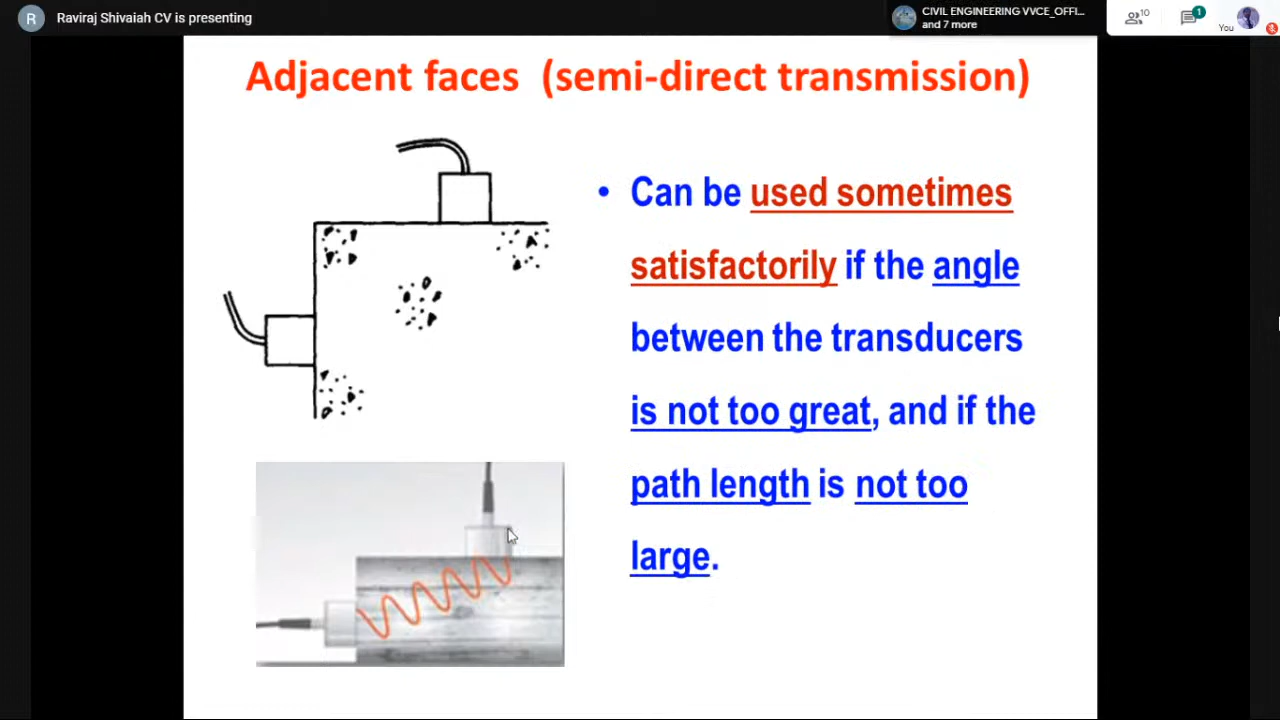 R
Raviraj Shivaiah CV is presenting
CIVIL ENGINEERING VVCE_OFFI...
and 7 more
10
1
You
Adjacent faces (semi-direct transmission)
• Can be used sometimes
satisfactorily if the angle
between the transducers
is not too great, and if the
path length is not too
large.